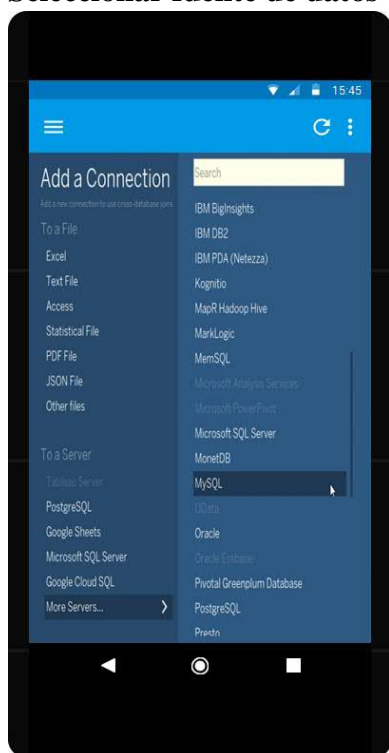 Seleccionar fuente de datos
15:45
Add a Connection
Add a new connection to use cross-database joins
To a File
Excel
Text File
Access
Statistical File
PDF File
JSON File
Other files
To a Server
Tableau Server
PostgreSQL
Google Sheets
Microsoft SQL Server
Google Cloud SQL
More Servers...
Search
IBM BigInsights
IBM DB2
IBM PDA (Netezza)
Kognitio
MapR Hadoop Hive
MarkLogic
MemSQL
Microsoft Analysis Services
Microsoft PowerPivot
Microsoft SQL Server
MonetDB
MySQL
OData
Oracle
Oracle Essbase
Pivotal Greenplum Database
PostgreSQL
Presto